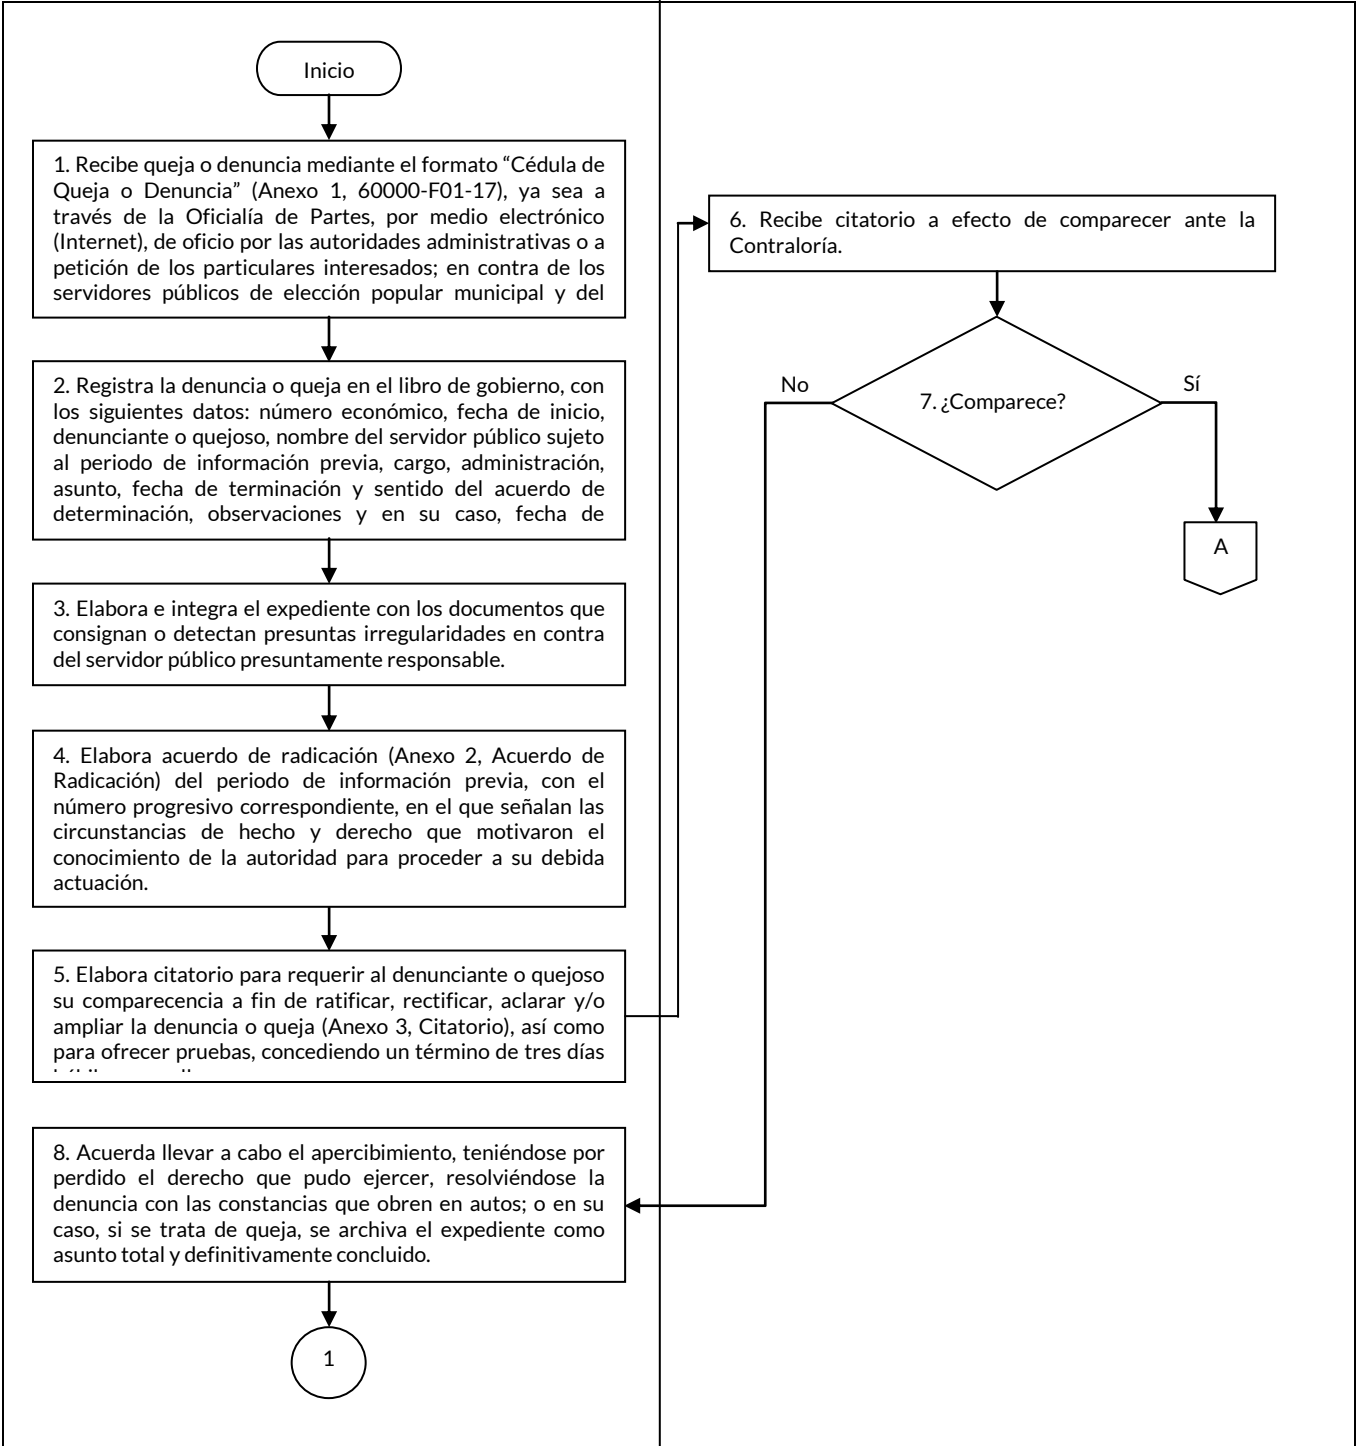 Inicio
1. Recibe queja o denuncia mediante el formato “Cédula de
Queja o Denuncia” (Anexo 1, 60000-F01-17), ya sea a
través de la Oficialía de Partes, por medio electrónico
(Internet), de oficio por las autoridades administrativas o a
petición de los particulares interesados; en contra de los
servidores públicos de elección popular municipal y del
2. Registra la denuncia o queja en el libro de gobierno, con
los siguientes datos: número económico, fecha de inicio,
denunciante o quejoso, nombre del servidor público sujeto
al periodo de información previa, cargo, administración,
asunto, fecha de terminación y sentido del acuerdo de
determinación, observaciones y en su caso, fecha de
3. Elabora e integra el expediente con los documentos que
consignan o detectan presuntas irregularidades en contra
del servidor público presuntamente responsable.
4. Elabora acuerdo de radicación (Anexo 2, Acuerdo de
Radicación) del periodo de información previa, con el
número progresivo correspondiente, en el que señalan las
circunstancias de hecho y derecho que motivaron el
conocimiento de la autoridad para proceder a su debida
actuación.
5. Elabora citatorio para requerir al denunciante o quejoso
su comparecencia a fin de ratificar, rectificar, aclarar y/o
ampliar la denuncia o queja (Anexo 3, Citatorio), así como
para ofrecer pruebas, concediendo un término de tres días
6. Recibe citatorio a efecto de comparecer ante la
Contraloría.
7. ¿Comparece?
No
Sí
A
8. Acuerda llevar a cabo el apercibimiento, teniéndose por
perdido el derecho que pudo ejercer, resolviéndose la
denuncia con las constancias que obren en autos; o en su
caso, si se trata de queja, se archiva el expediente como
asunto total y definitivamente concluido.
1